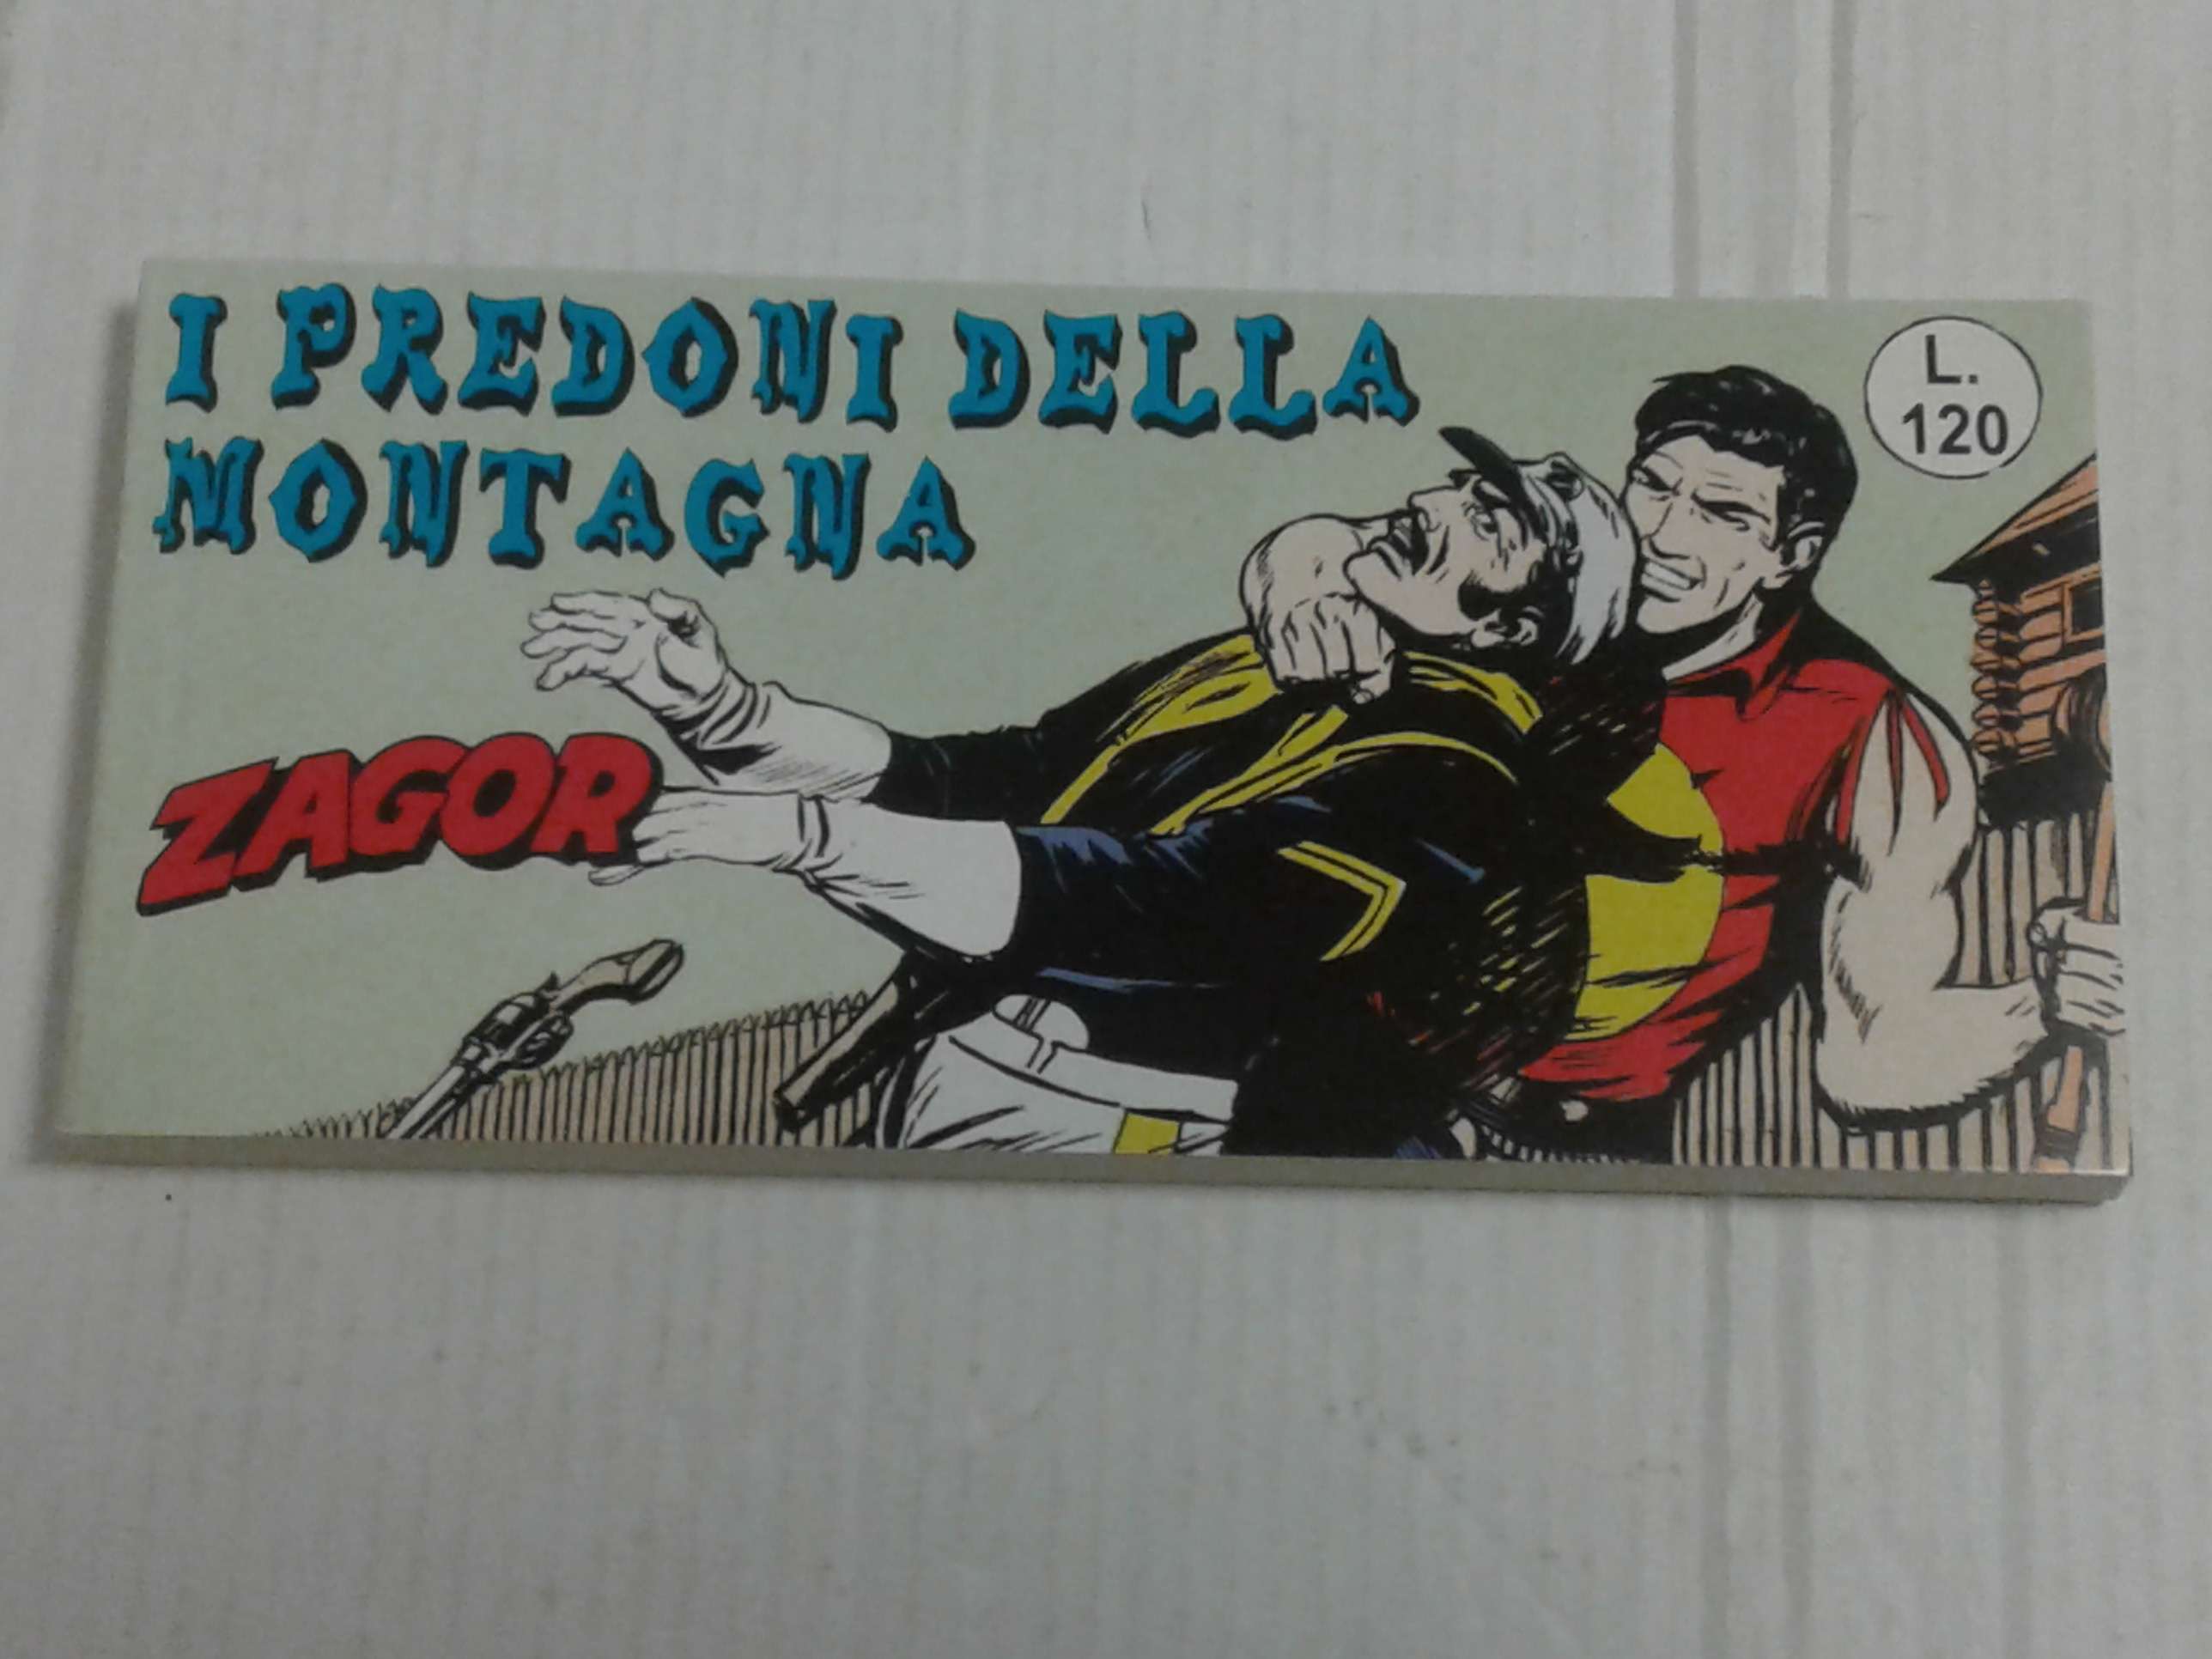 I PREDONI DELLA
MONTAGNA
L.
120
ZAGOR